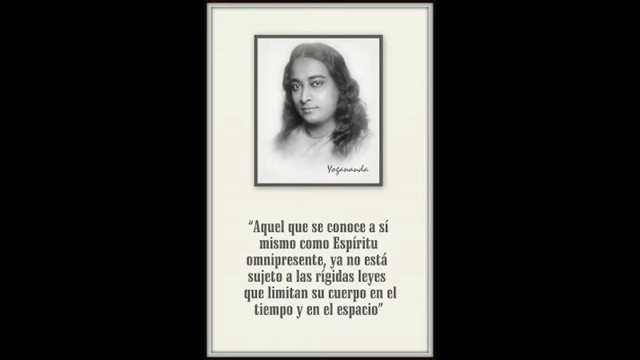 Yogananda
“Aquel que se conoce a sí
mismo como Espíritu
omnipresente, ya no está
sujeto a las rígidas leyes
que limitan su cuerpo en el
tiempo y en el espacio”